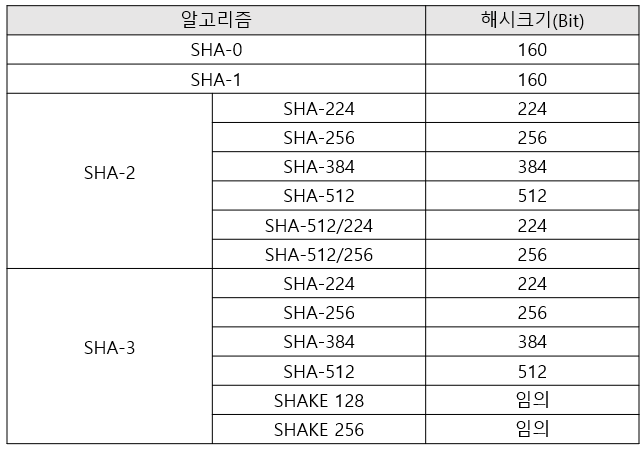 알고리즘 해시크기(Bit)
SHA-0 160
SHA-1 160
SHA-224 224
SHA-256 256
SHA-384 384
SHA-2
SHA-512 512
SHA-512/224 224
SHA-512/256 256
SHA-224 224
SHA-256 256
SHA-384 384
SHA-3
SHA-512 512
SHAKE 128 임의
SHAKE 256 임의